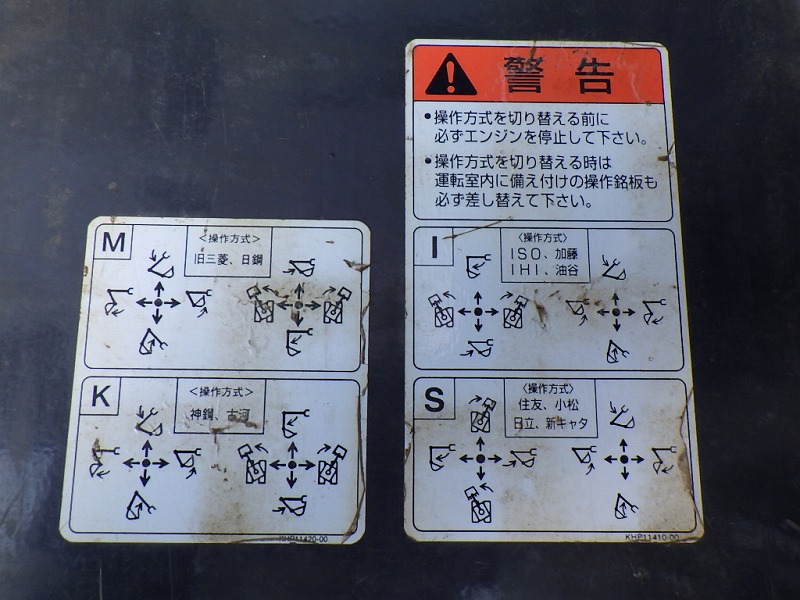 M
<操作方式>
旧三菱、日鋼
K
<操作方式>
神鋼、古河
KHP11420-00
警告
•操作方式を切り替える前に
必ずエンジンを停止して下さい。
•操作方式を切り替える時は
運転室内に備え付けの操作銘板も
必ず差し替えて下さい。
I
<操作方式>
ISO、加藤
IHI、油谷
S
<操作方式>
住友、小松
日立、新キャタ
KHP11410-00